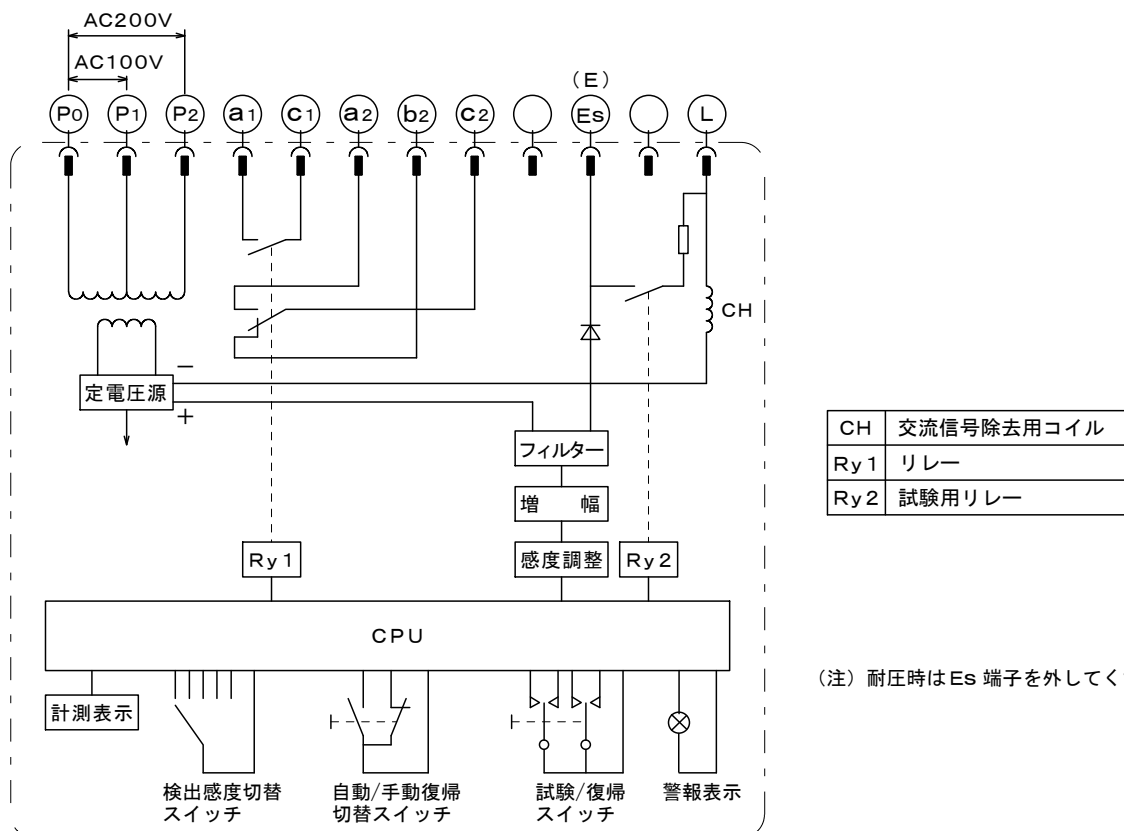 AC200V
AC100V
(E)
P0 P1 P2 a1 c1 a2 b2 c2 Es L
CH
定電圧源
−
+
フィルター
増 幅
感度調整
Ry1
Ry2
CPU
計測表示
検出感度切替
スイッチ
自動/手動復帰
切替スイッチ
試験/復帰
スイッチ
警報表示
CH 交流信号除去用コイル
Ry1 リレー
Ry2 試験用リレー
(注)耐圧時はEs 端子を外してく